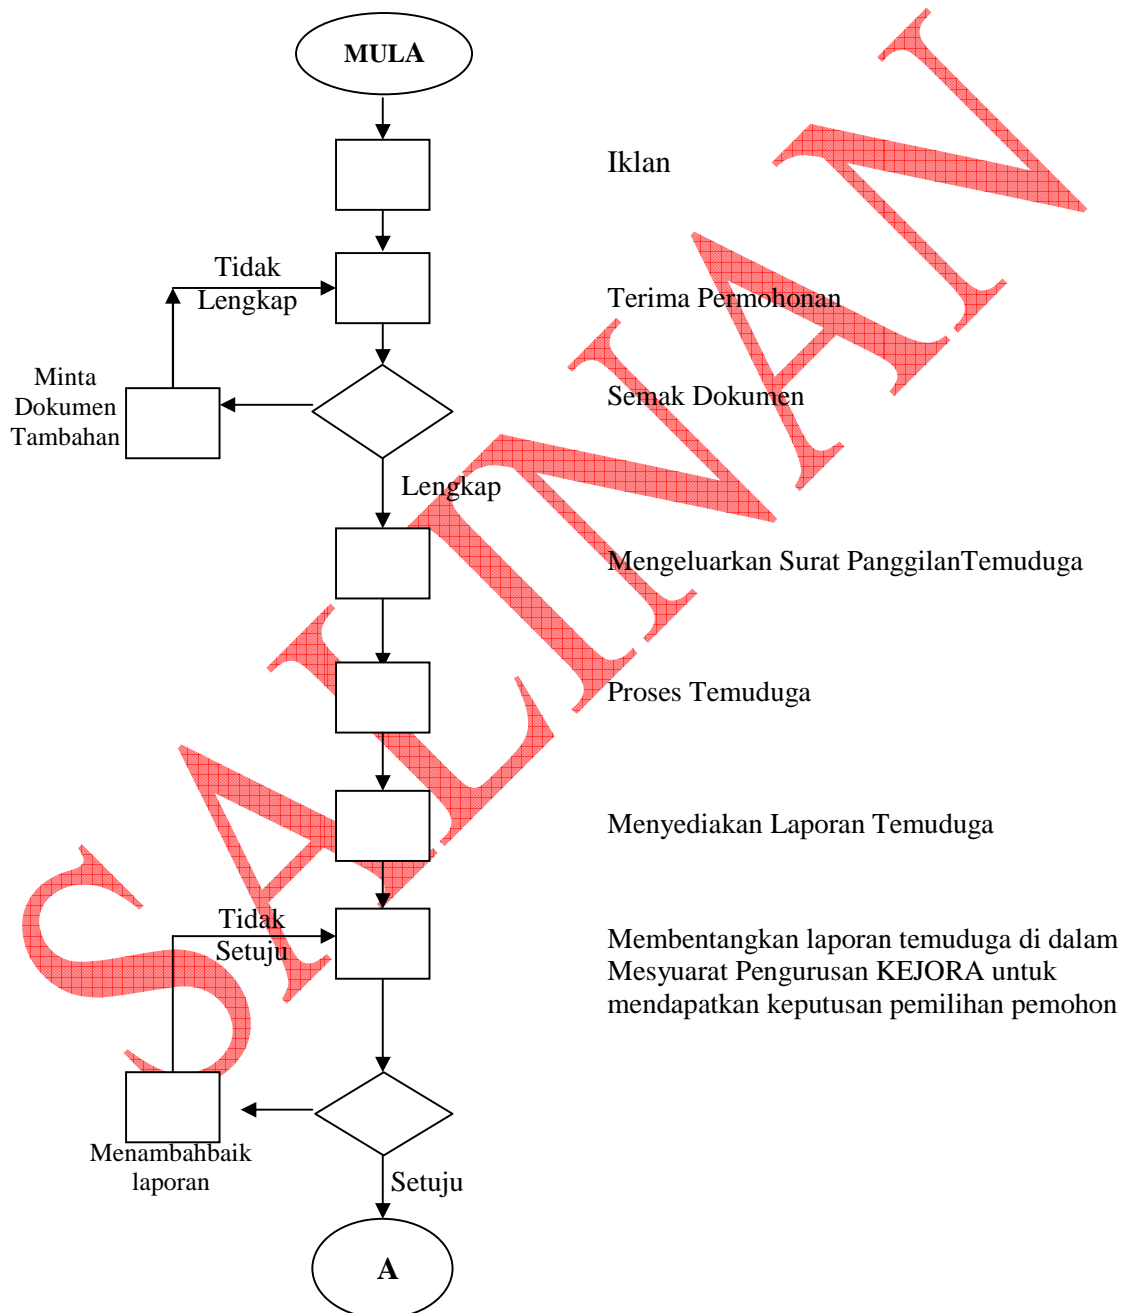 MULA
Iklan
Tidak
Lengkap
Terima Permohonan
Minta
Dokumen
Tambahan
Semak Dokumen
Lengkap
Mengeluarkan Surat PanggilanTemuduga
Proses Temuduga
Menyediakan Laporan Temuduga
Tidak
Setuju
Membentangkan laporan temuduga di dalam
Mesyuarat Pengurusan KEJORA untuk
mendapatkan keputusan pemilihan pemohon
Menambahbaik
laporan
Setuju
A
SALINAN